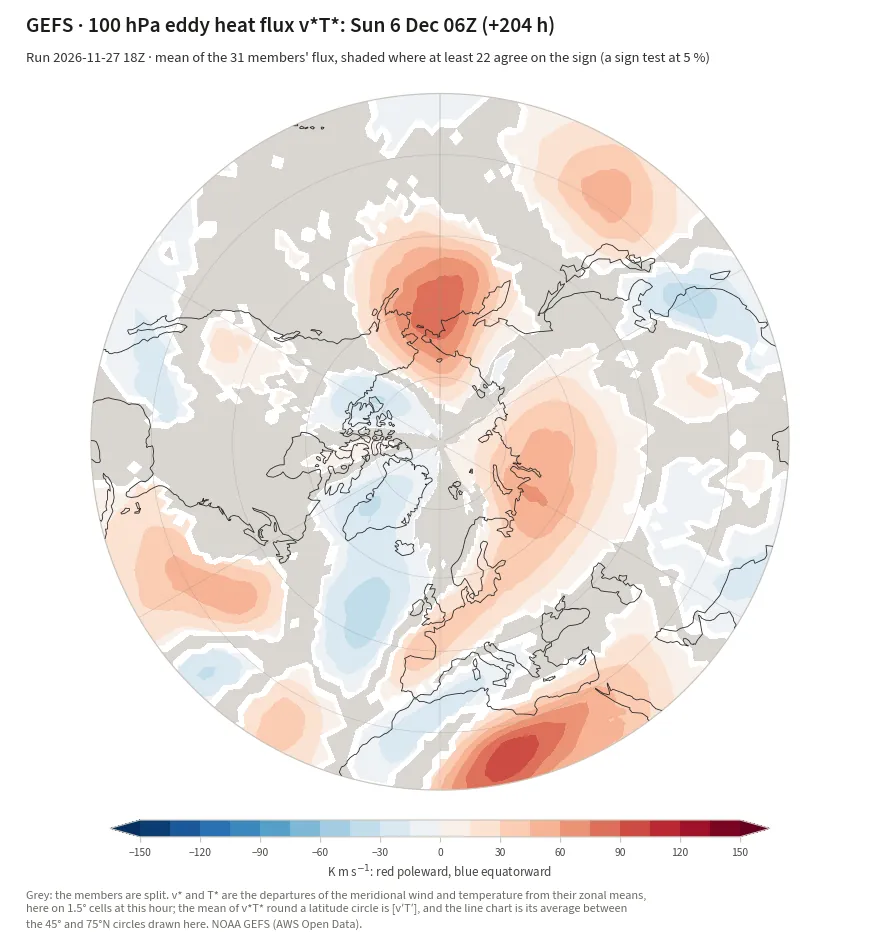 GEFS · 100 hPa eddy heat flux v*T*: Sun 6 Dec 06Z (+204 h)
Run 2026-11-27 18Z · mean of the 31 members' flux, shaded where at least 22 agree on the sign (a sign test at 5 %)
−150 −120 −90 −60 −30 0 30 60 90 120 150
K m s⁻¹: red poleward, blue equatorward
Grey: the members are split. v* and T* are the departures of the meridional wind and temperature from their zonal means,
here on 1.5° cells at this hour; the mean of v*T* round a latitude circle is [v'T'], and the line chart is its average between
the 45° and 75°N circles drawn here. NOAA GEFS (AWS Open Data).